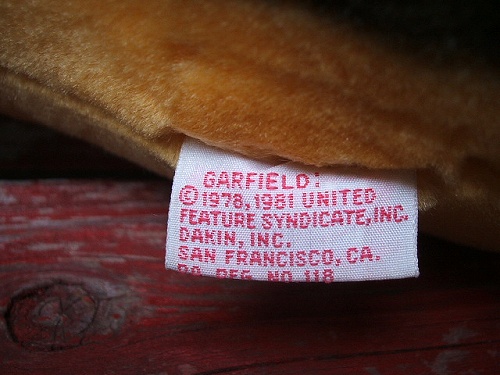 GARFIELD:
©1978,1981 UNITED
FEATURE SYNDICATE,INC.
DAKIN, INC.
SAN FRANCISCO, CA.
PA. REG. NO. 118